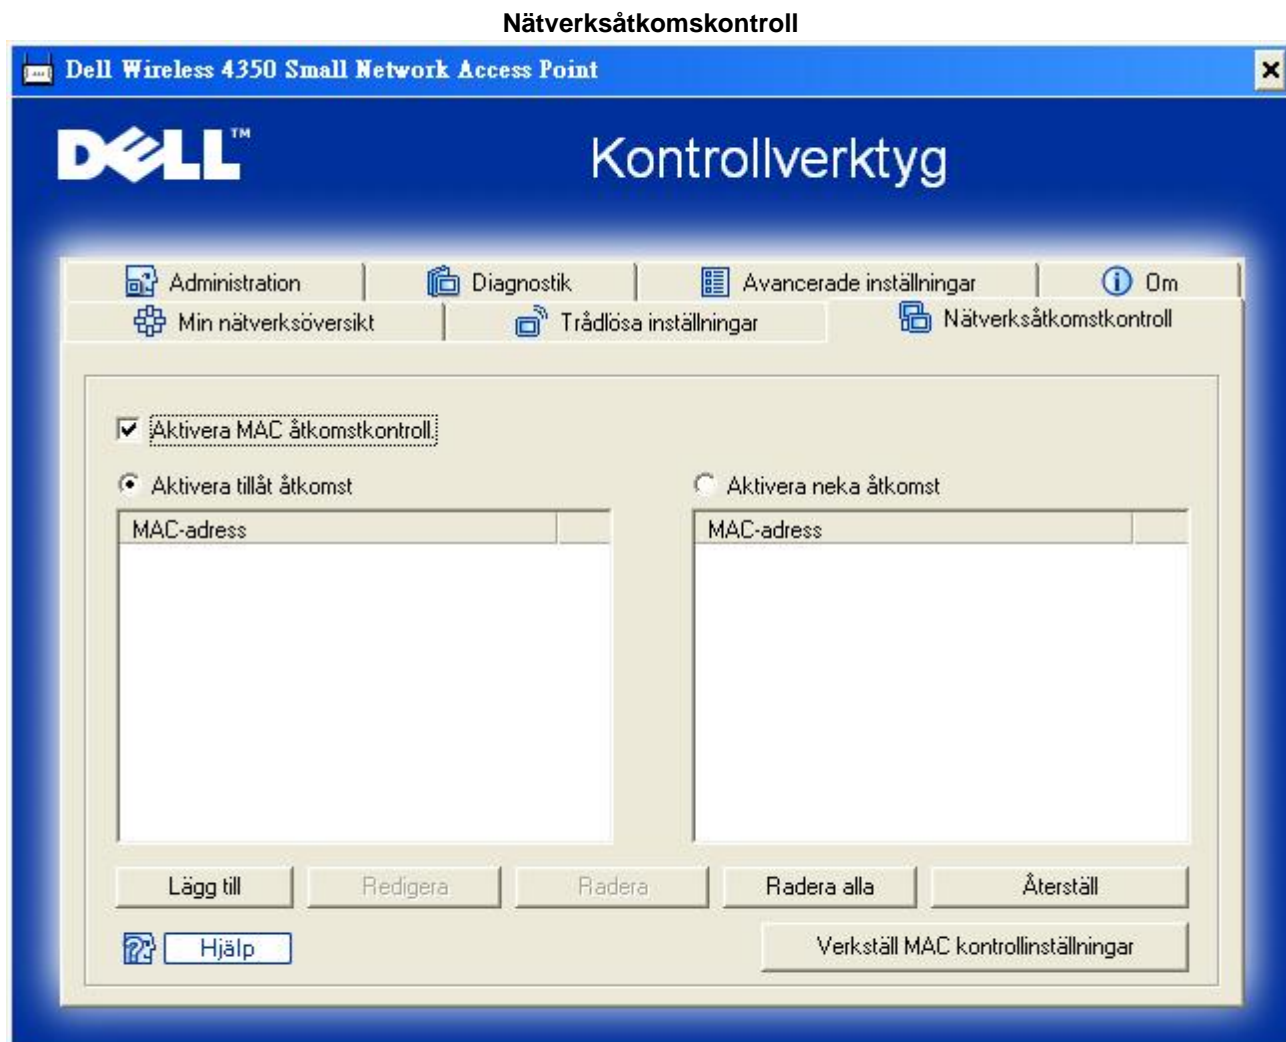 Nätverksåtkomskontroll
Dell Wireless 4350 Small Network Access Point
DELL™
Kontrollverktyg
Administration
Diagnostik
Avancerade inställningar
Om
Min nätverksöversikt
Trådlösa inställningar
Nätverksåtkomstkontroll
Aktivera MAC åtkomstkontroll.
Aktivera tillåt åtkomst
Aktivera neka åtkomst
MAC-adress
MAC-adress
Lägg till
Redigera
Radera
Radera alla
Återställ
Hjälp
Verkställ MAC kontrollinställningar